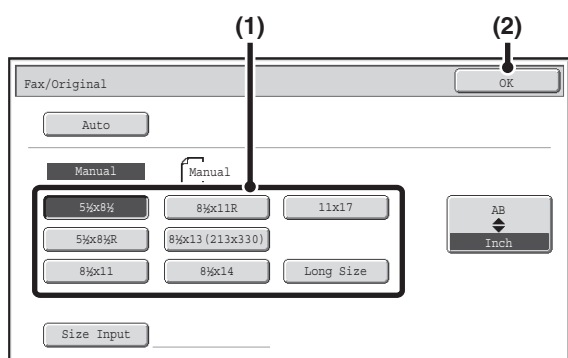 (1) (2)
Fax/Original OK
Auto
Manual Manual
5½x8½ 8½x11R 11x17 AB
5½x8½R 8½x13(213x330) Inch
8½x11 8½x14 Long Size
Size Input